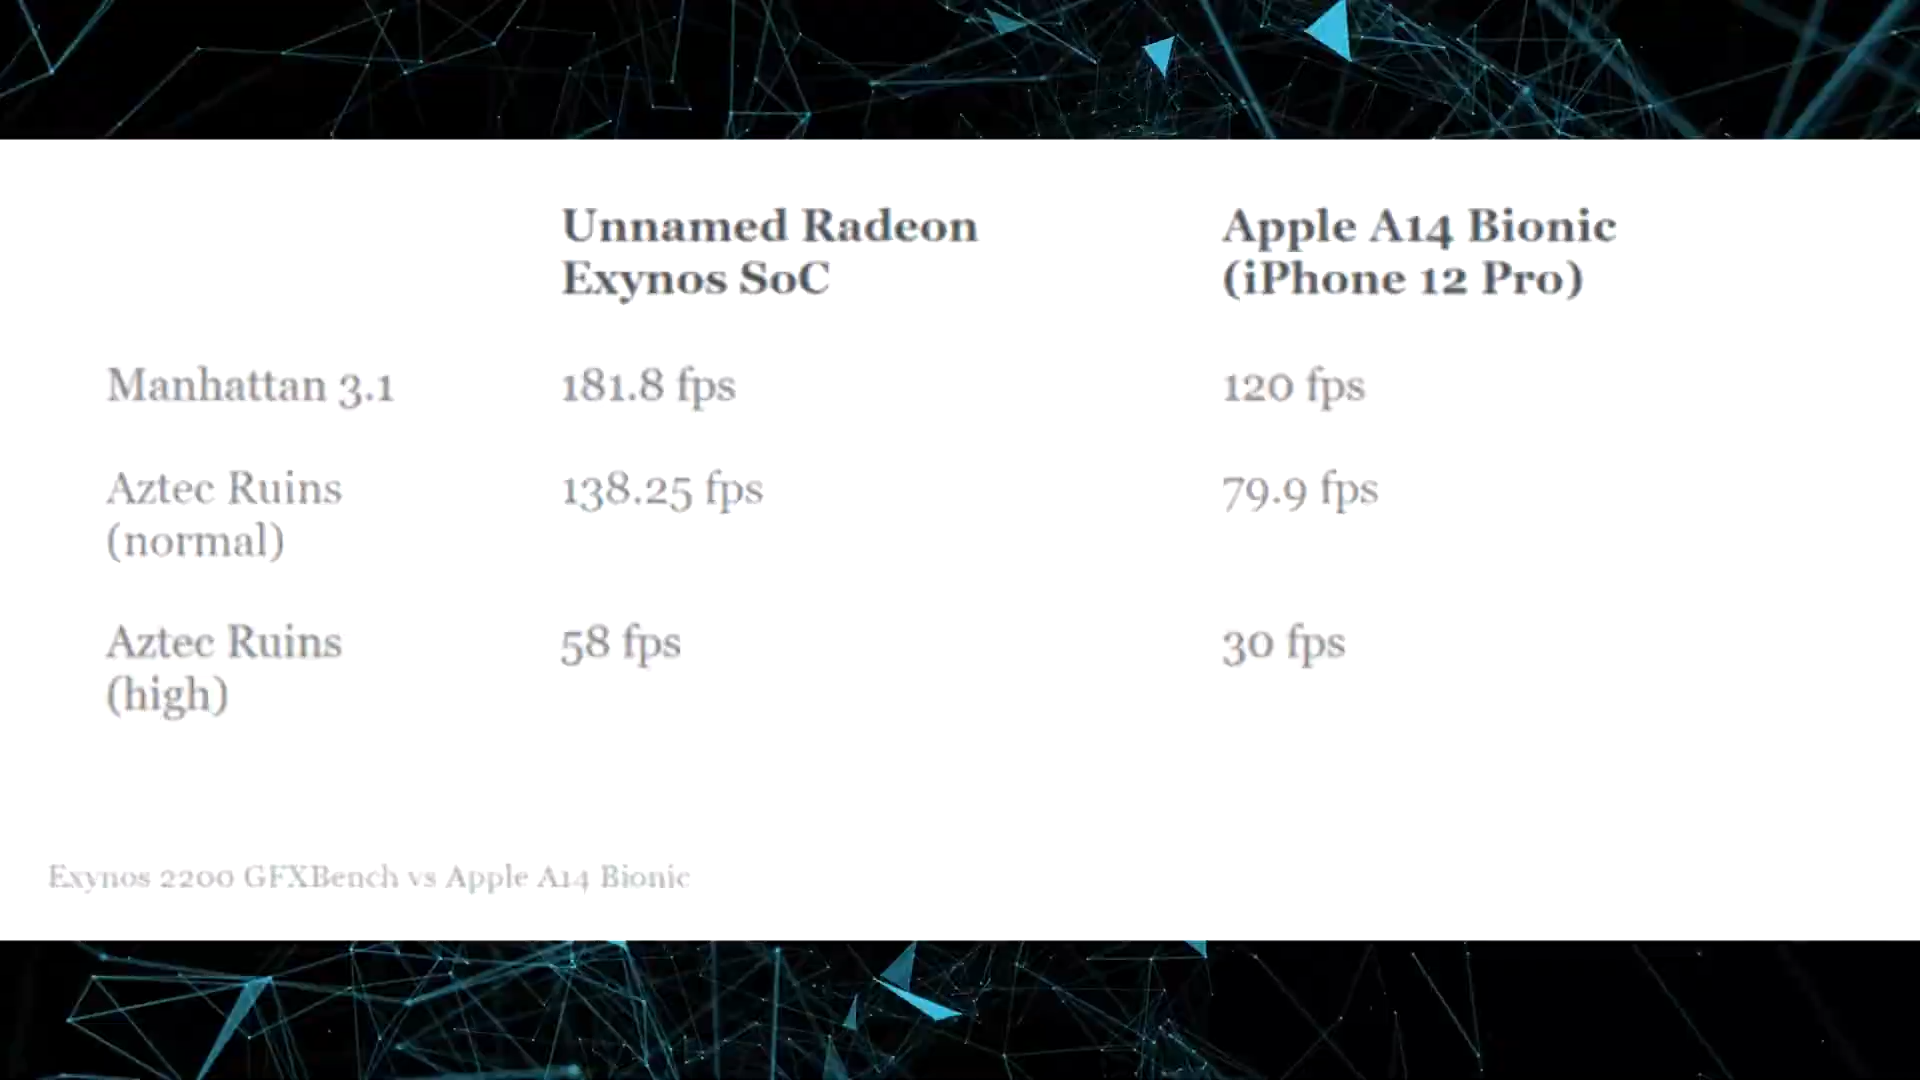 Unnamed Radeon
Exynos SoC
Apple A14 Bionic
(iPhone 12 Pro)
Manhattan 3.1
181.8 fps
120 fps
Aztec Ruins
(normal)
138.25 fps
79.9 fps
Aztec Ruins
(high)
58 fps
30 fps
Exynos 2200 GFXBench vs Apple A14 Bionic